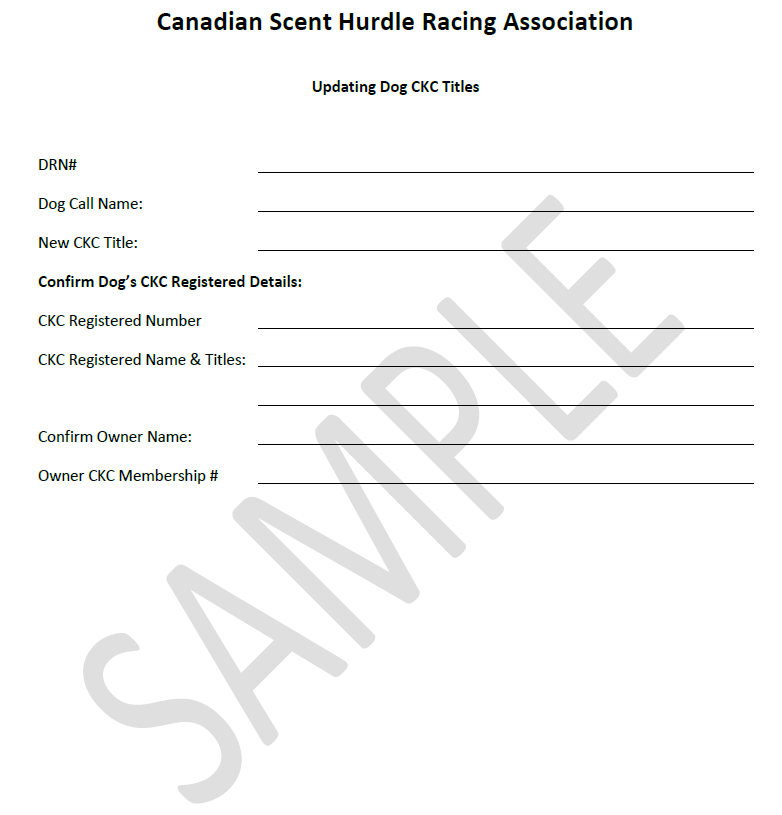 Canadian Scent Hurdle Racing Association
Updating Dog CKC Titles
DRN#
Dog Call Name:
New CKC Title:
Confirm Dog’s CKC Registered Details:
CKC Registered Number
CKC Registered Name & Titles:
Confirm Owner Name:
Owner CKC Membership #
SAMPLE